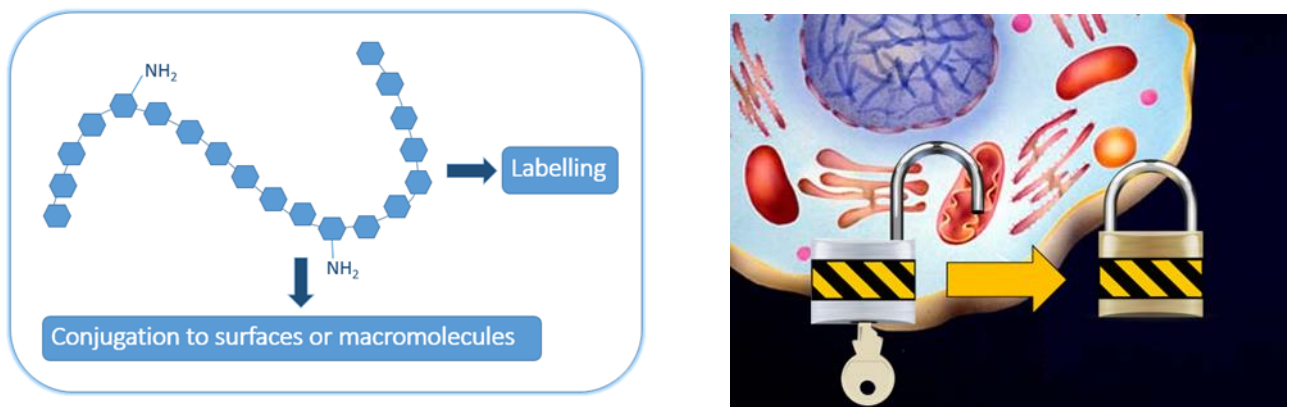 NH₂
Labelling
NH₂
Conjugation to surfaces or macromolecules